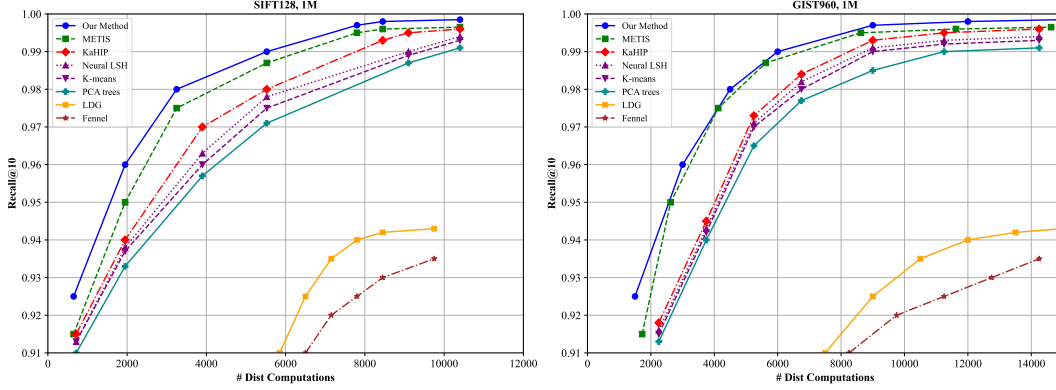 SIFT128, 1M
Recall@10
1.00
0.99
0.98
0.97
0.96
0.95
0.94
0.93
0.92
0.91
Our Method
METIS
KaHIP
Neural LSH
K-means
PCA trees
LDG
Fennel
0 2000 4000 6000 8000 10000 12000
# Dist Computations
GIST960, 1M
Recall@10
1.00
0.99
0.98
0.97
0.96
0.95
0.94
0.93
0.92
0.91
Our Method
METIS
KaHIP
Neural LSH
K-means
PCA trees
LDG
Fennel
0 2000 4000 6000 8000 10000 12000 14000
# Dist Computations